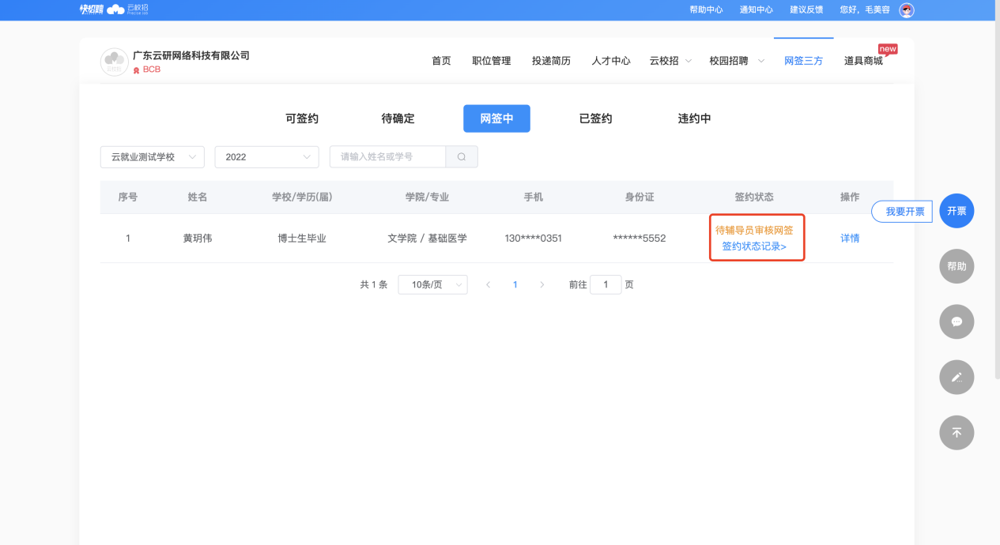 快招聘 云校招 Precise Job 帮助中心 通知中心 建议反馈 您好，毛美容
广东云研网络科技有限公司
BCB
首页 职位管理 投递简历 人才中心 云校招 校园招聘 网签三方 道具商城 new
可签约 待确定 网签中 已签约 违约中
云就业测试学校 2022 请输入姓名或学号
序号 姓名 学校/学历(届) 学院/专业 手机 身份证 签约状态 操作
我要开票 开票
1 黄玥伟 博士生毕业 文学院 / 基础医学 130****0351 ******5552 待辅导员审核网签 详情
签约状态记录>
帮助
共 1 条 10条/页 1 前往 1 页